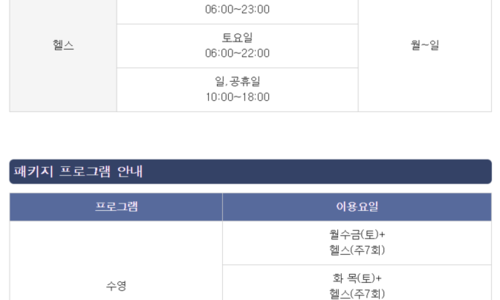 06:00~23:00
토요일
06:00~22:00
헬스
월~일
일.공휴일
10:00~18:00
패키지 프로그램 안내
프로그램
이용요일
월수금(토)+
헬스(주7회)
수영
화 목(토)+
헬스(주7회)